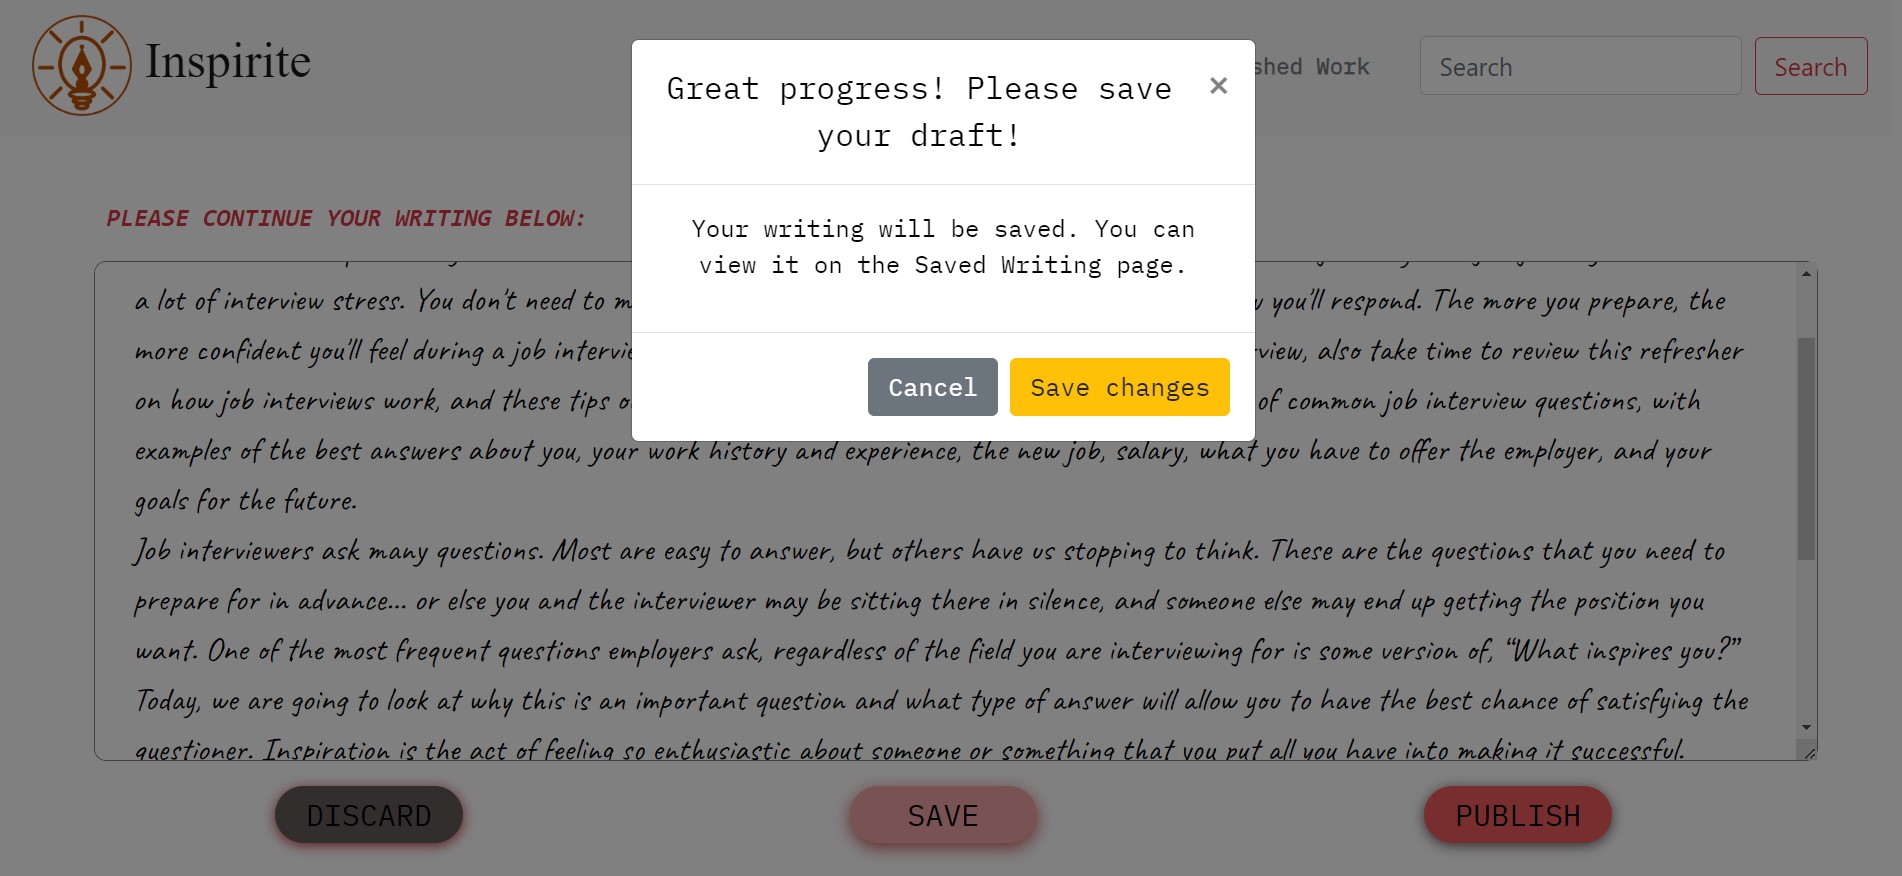 Inspirite
shed Work
Search
Search
Great progress! Please save
your draft!
×
Your writing will be saved. You can
view it on the Saved Writing page.
Cancel
Save changes
PLEASE CONTINUE YOUR WRITING BELOW:
a lot of interview stress. You don't need to m you'll respond. The more you prepare, the
more confident you'll feel during a job intervie view, also take time to review this refresher
on how job interviews work, and these tips o of common job interview questions, with
examples of the best answers about you, your work history and experience, the new job, salary, what you have to offer the employer, and your
goals for the future.
Job interviewers ask many questions. Most are easy to answer, but others have us stopping to think. These are the questions that you need to
prepare for in advance... or else you and the interviewer may be sitting there in silence, and someone else may end up getting the position you
want. One of the most frequent questions employers ask, regardless of the field you are interviewing for is some version of, “What inspires you?”
Today, we are going to look at why this is an important question and what type of answer will allow you to have the best chance of satisfying the
questioner. Inspiration is the act of feeling so enthusiastic about someone or something that you put all you have into making it successful.
DISCARD
SAVE
PUBLISH